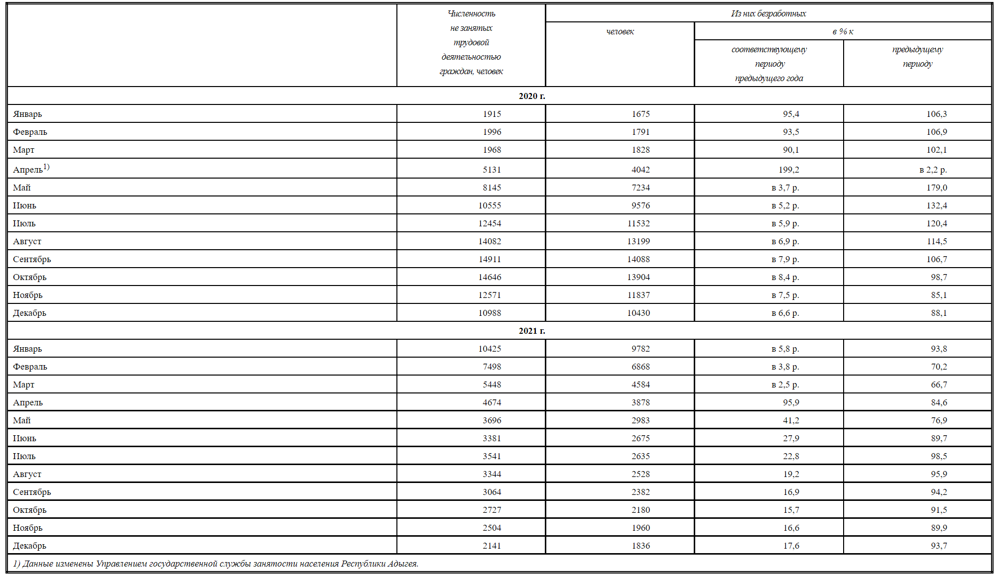 Численность
не занятых
трудовой
деятельностью
граждан, человек
Из них безработных
человек
в % к
соответствующему
периоду
предыдущего года
предыдущему
периоду
2020 г.
Январь 1915 1675 95,4 106,3
Февраль 1996 1791 93,5 106,9
Март 1968 1828 90,1 102,1
Апрель1) 5131 4042 199,2 в 2,2 р.
Май 8145 7234 в 3,7 р. 179,0
Июнь 10555 9576 в 5,2 р. 132,4
Июль 12454 11532 в 5,9 р. 120,4
Август 14082 13199 в 6,9 р. 114,5
Сентябрь 14911 14088 в 7,9 р. 106,7
Октябрь 14646 13904 в 8,4 р. 98,7
Ноябрь 12571 11837 в 7,5 р. 85,1
Декабрь 10988 10430 в 6,6 р. 88,1
2021 г.
Январь 10425 9782 в 5,8 р. 93,8
Февраль 7498 6868 в 3,8 р. 70,2
Март 5448 4584 в 2,5 р. 66,7
Апрель 4674 3878 95,9 84,6
Май 3696 2983 41,2 76,9
Июнь 3381 2675 27,9 89,7
Июль 3541 2635 22,8 98,5
Август 3344 2528 19,2 95,9
Сентябрь 3064 2382 16,9 94,2
Октябрь 2727 2180 15,7 91,5
Ноябрь 2504 1960 16,6 89,9
Декабрь 2141 1836 17,6 93,7
1) Данные изменены Управлением государственной службы занятости населения Республики Адыгея.